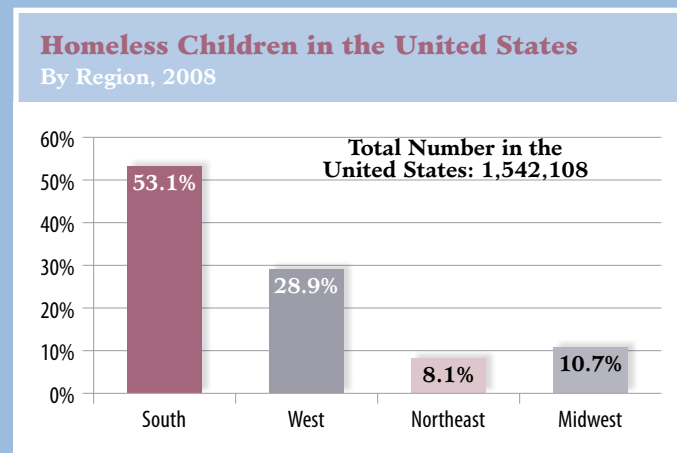 Homeless Children in the United States
By Region, 2008
Total Number in the
United States: 1,542,108
60%
50%
40%
30%
20%
10%
0%
53.1%
28.9%
8.1%
10.7%
South
West
Northeast
Midwest